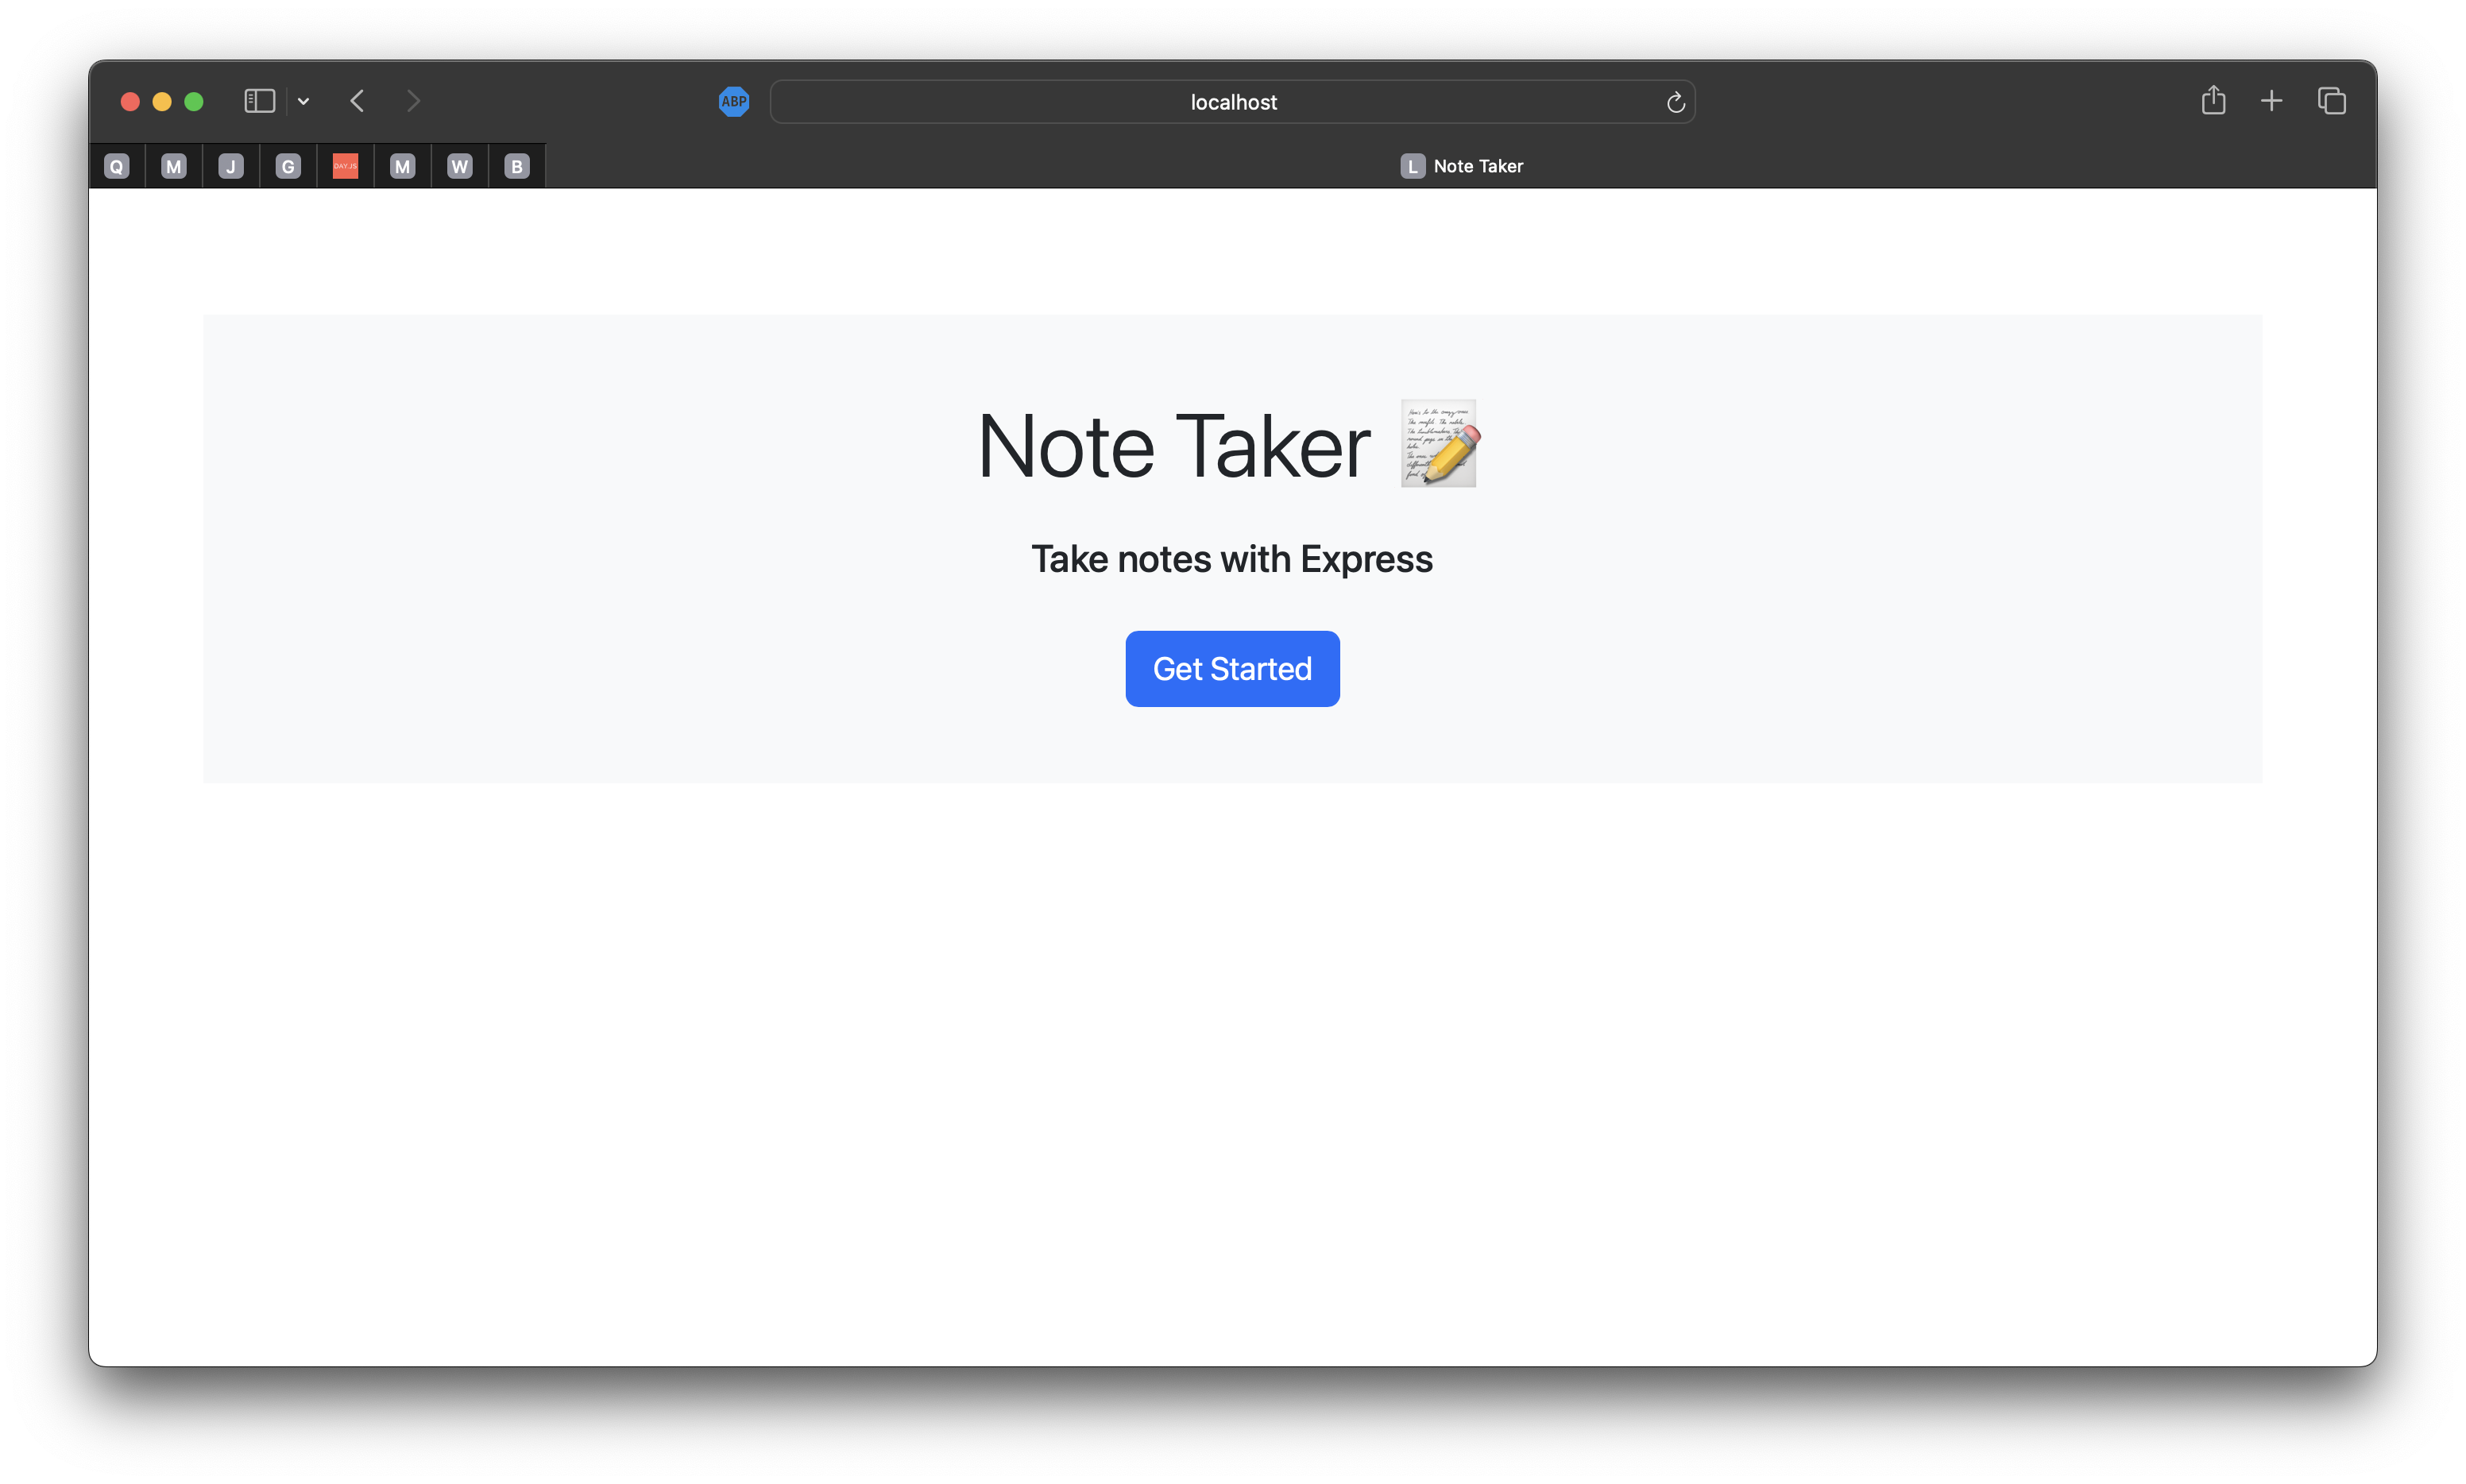 ABP
localhost
Q M J G DAY.JS M W B L Note Taker
Note Taker
Take notes with Express
Get Started